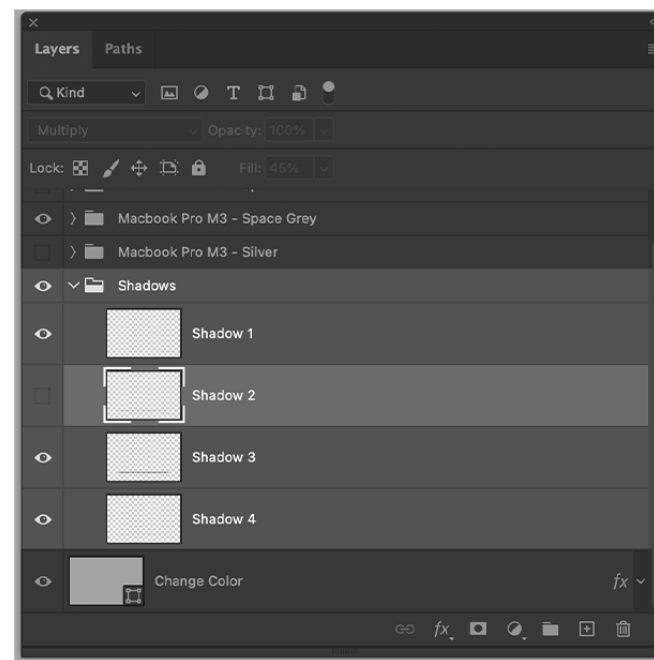 Layers Paths
Kind T
Multiply Opacity: 100%
Lock: Fill: 45%
Macbook Pro M3 - Space Grey
Macbook Pro M3 - Silver
Shadows
Shadow 1
Shadow 2
Shadow 3
Shadow 4
Change Color fx
fx